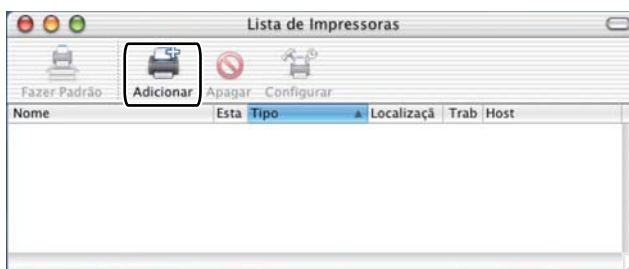 Lista de Impressoras
Fazer Padrão Adicionar Apagar Configurar
Nome Esta Tipo Localizaçã Trab Host